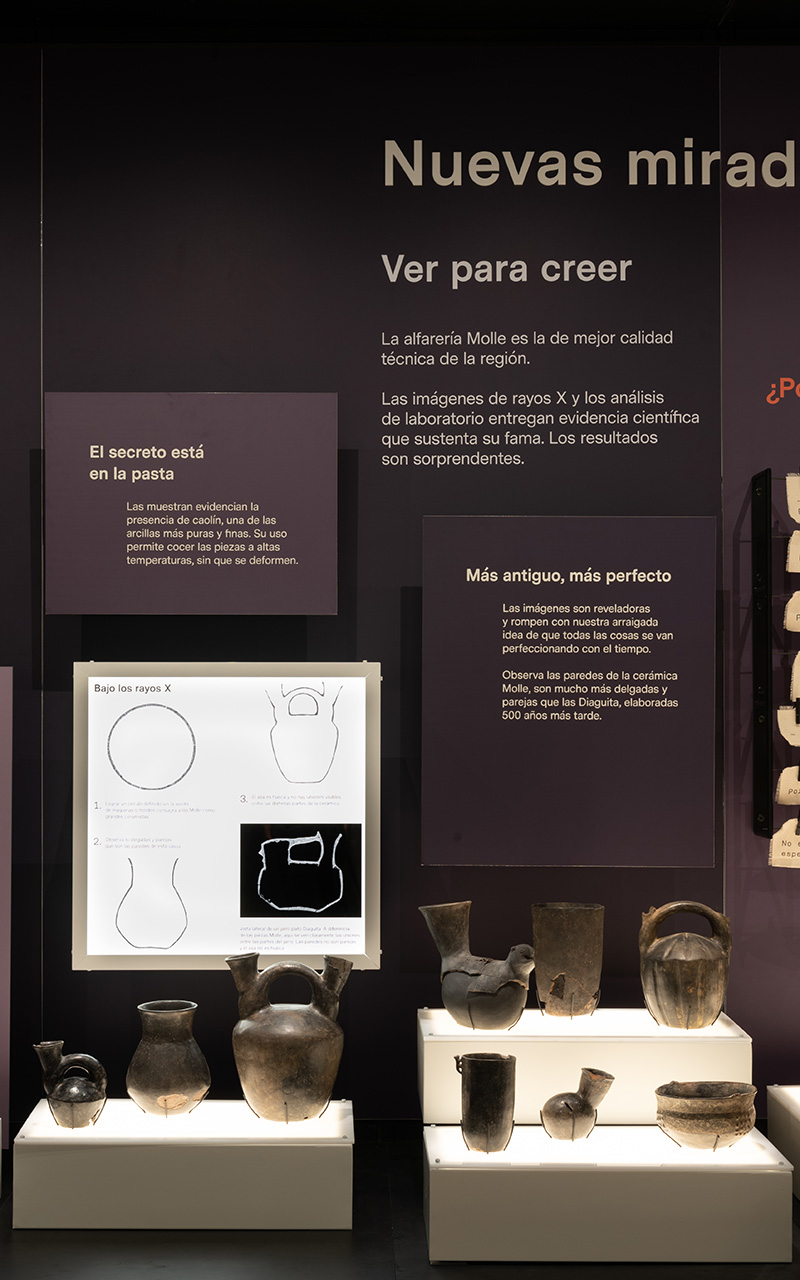 Nuevas mirad
Ver para creer
La alfarería Molle es la de mejor calidad
técnica de la región.
Las imágenes de rayos X y los análisis
de laboratorio entregan evidencia científica
que sustenta su fama. Los resultados
son sorprendentes.
El secreto está
en la pasta
Las muestran evidencian la
presencia de caolín, una de las
arcillas más puras y finas. Su uso
permite cocer las piezas a altas
temperaturas, sin que se deformen.
Más antiguo, más perfecto
Las imágenes son reveladoras
y rompen con nuestra arraigada
idea de que todas las cosas se van
perfeccionando con el tiempo.
Observa las paredes de la cerámica
Molle, son mucho más delgadas y
parejas que las Diaguita, elaboradas
500 años más tarde.
Bajo los rayos X
1.
2.
3.
¿Po
No e
espe